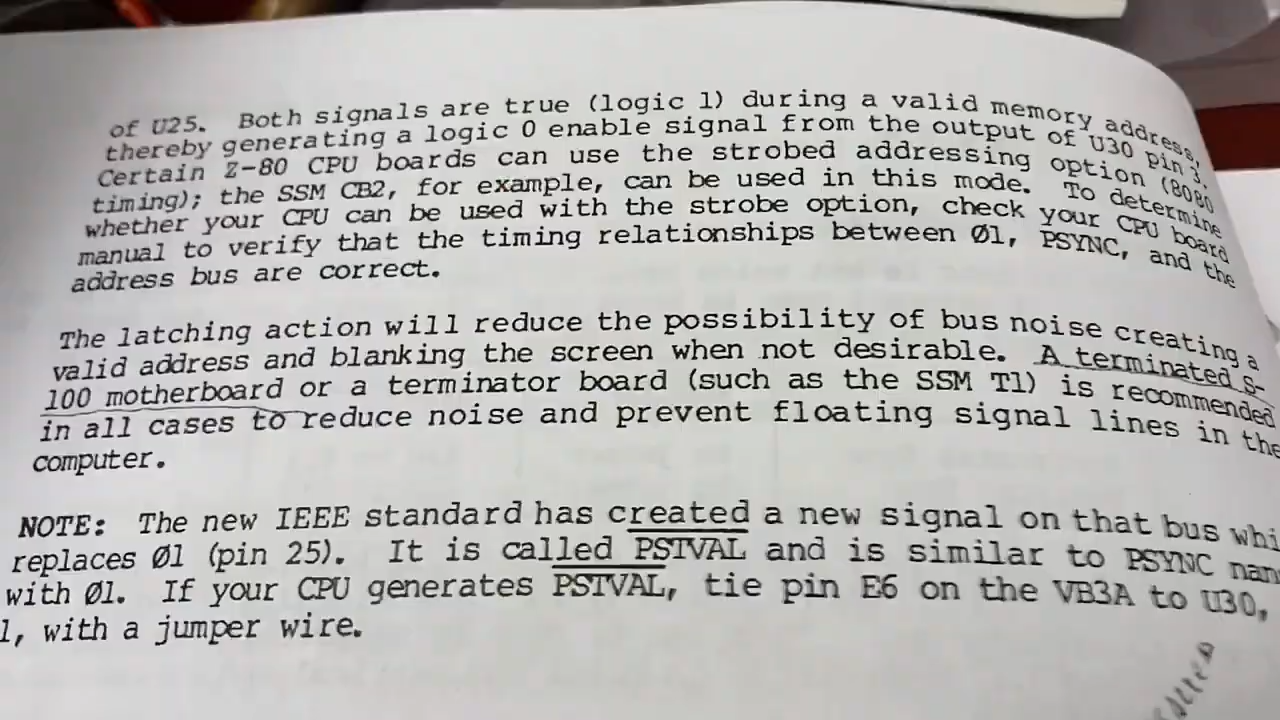 of U25. Both signals are true (logic 1) during a valid memory address,
thereby generating a logic 0 enable signal from the output of U30 pin 3.
Certain Z-80 CPU boards can use the strobed addressing option (8080
timing); the SSM CB2, for example, can be used in this mode. To determine
whether your CPU can be used with the strobe option, check your CPU board
manual to verify that the timing relationships between Ø1, PSYNC, and the
address bus are correct.
The latching action will reduce the possibility of bus noise creating a
valid address and blanking the screen when not desirable. A terminated S-
100 motherboard or a terminator board (such as the SSM T1) is recommended
in all cases to reduce noise and prevent floating signal lines in the
computer.
NOTE: The new IEEE standard has created a new signal on that bus whi
replaces Ø1 (pin 25). It is called PSTVAL and is similar to PSYNC nan
with Ø1. If your CPU generates PSTVAL, tie pin E6 on the VB3A to U30,
1, with a jumper wire.